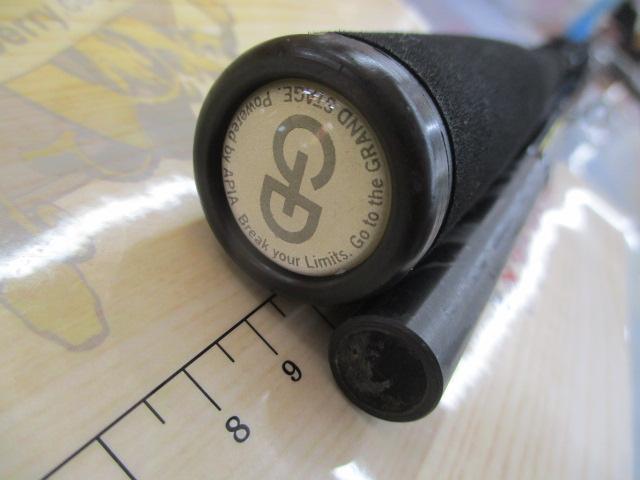 GD
Break your Limits. Go to the GRAND STAGE. Powered by APIA
9
8